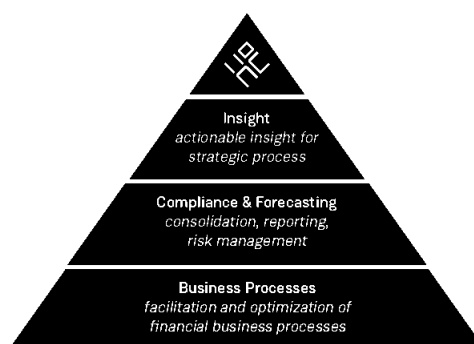 Insight
actionable insight for
strategic process
Compliance & Forecasting
consolidation, reporting,
risk management
Business Processes
facilitation and optimization of
financial business processes